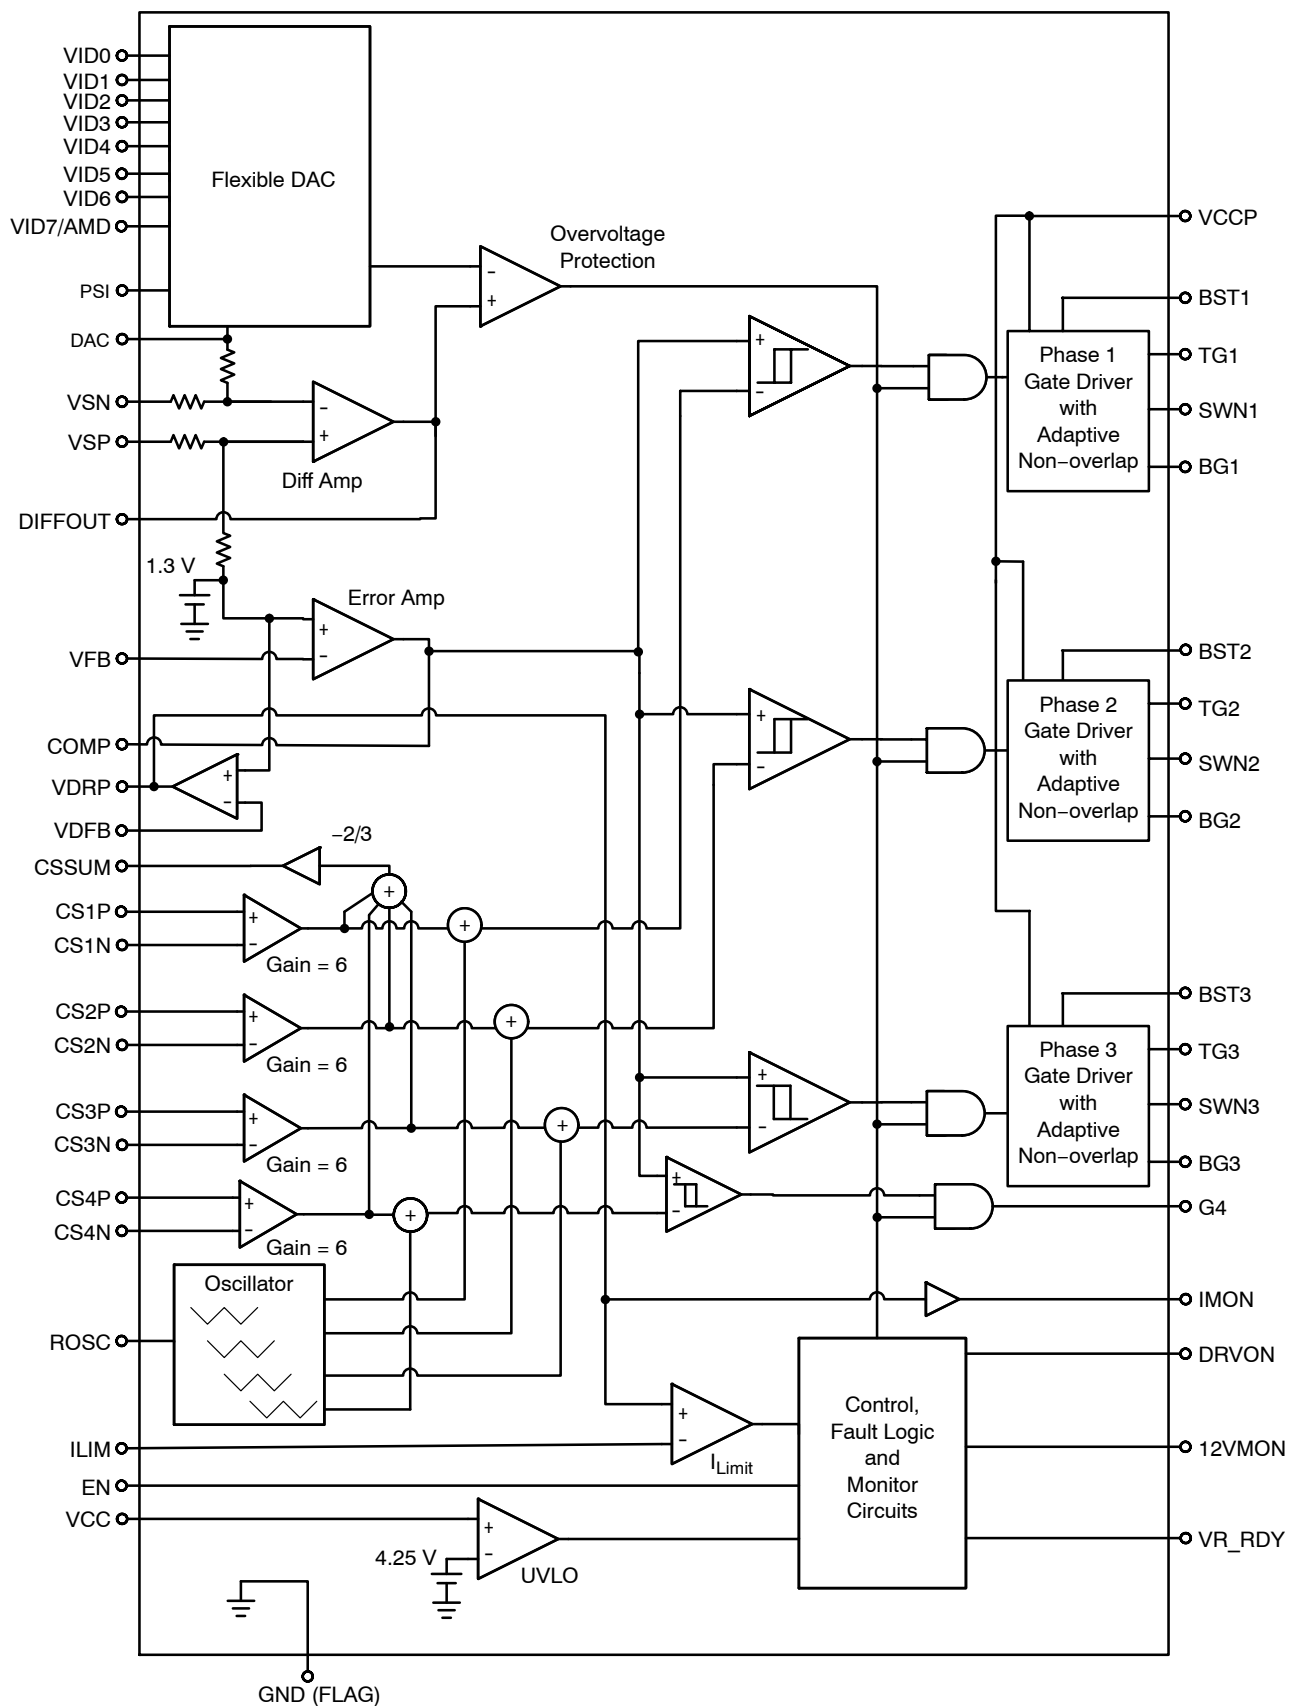 VID0
VID1
VID2
VID3
VID4
VID5
VID6
VID7/AMD
PSI
DAC
VSN
VSP
DIFFOUT
Flexible DAC
Overvoltage
Protection
-
+
-
+
Diff Amp
1.3 V
Error Amp
+
-
VFB
COMP
VDRP
VDFB
+
-
CSSUM
−2/3
+
CS1P
CS1N
+
-
Gain = 6
+
CS2P
CS2N
+
-
Gain = 6
+
CS3P
CS3N
+
-
Gain = 6
+
CS4P
CS4N
+
-
Gain = 6
+
Oscillator
ROSC
ILIM
EN
VCC
+
-
ILimit
+
-
4.25 V
UVLO
GND (FLAG)
+
-
+
-
+
-
+
-
Control,
Fault Logic
and
Monitor
Circuits
VCCP
BST1
TG1
SWN1
BG1
Phase 1
Gate Driver
with
Adaptive
Non−overlap
BST2
TG2
SWN2
BG2
Phase 2
Gate Driver
with
Adaptive
Non−overlap
BST3
TG3
SWN3
BG3
Phase 3
Gate Driver
with
Adaptive
Non−overlap
G4
IMON
DRVON
12VMON
VR_RDY